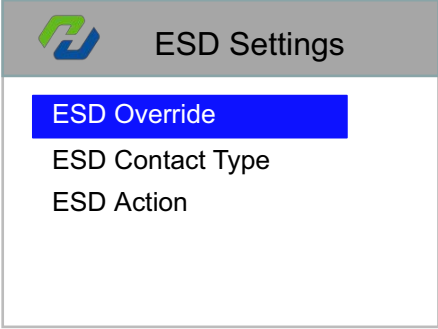 ESD Settings
ESD Override
ESD Contact Type
ESD Action